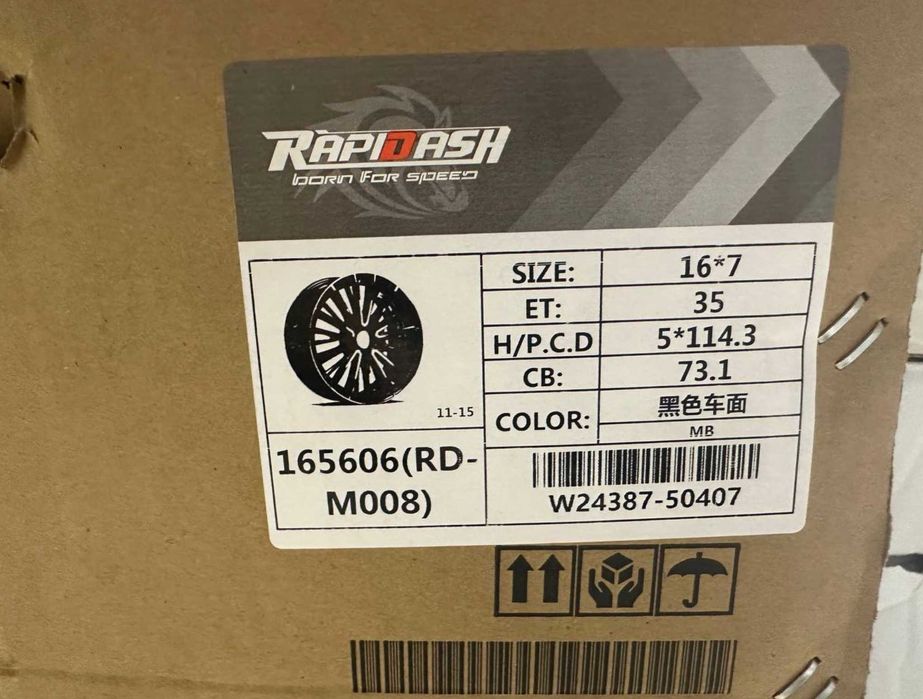 RAPIDASH
born For speed
SIZE: 16*7
ET: 35
H/P.C.D 5*114.3
CB: 73.1
COLOR: 黑色车面
MB
11-15
165606(RD-
M008)
W24387-50407